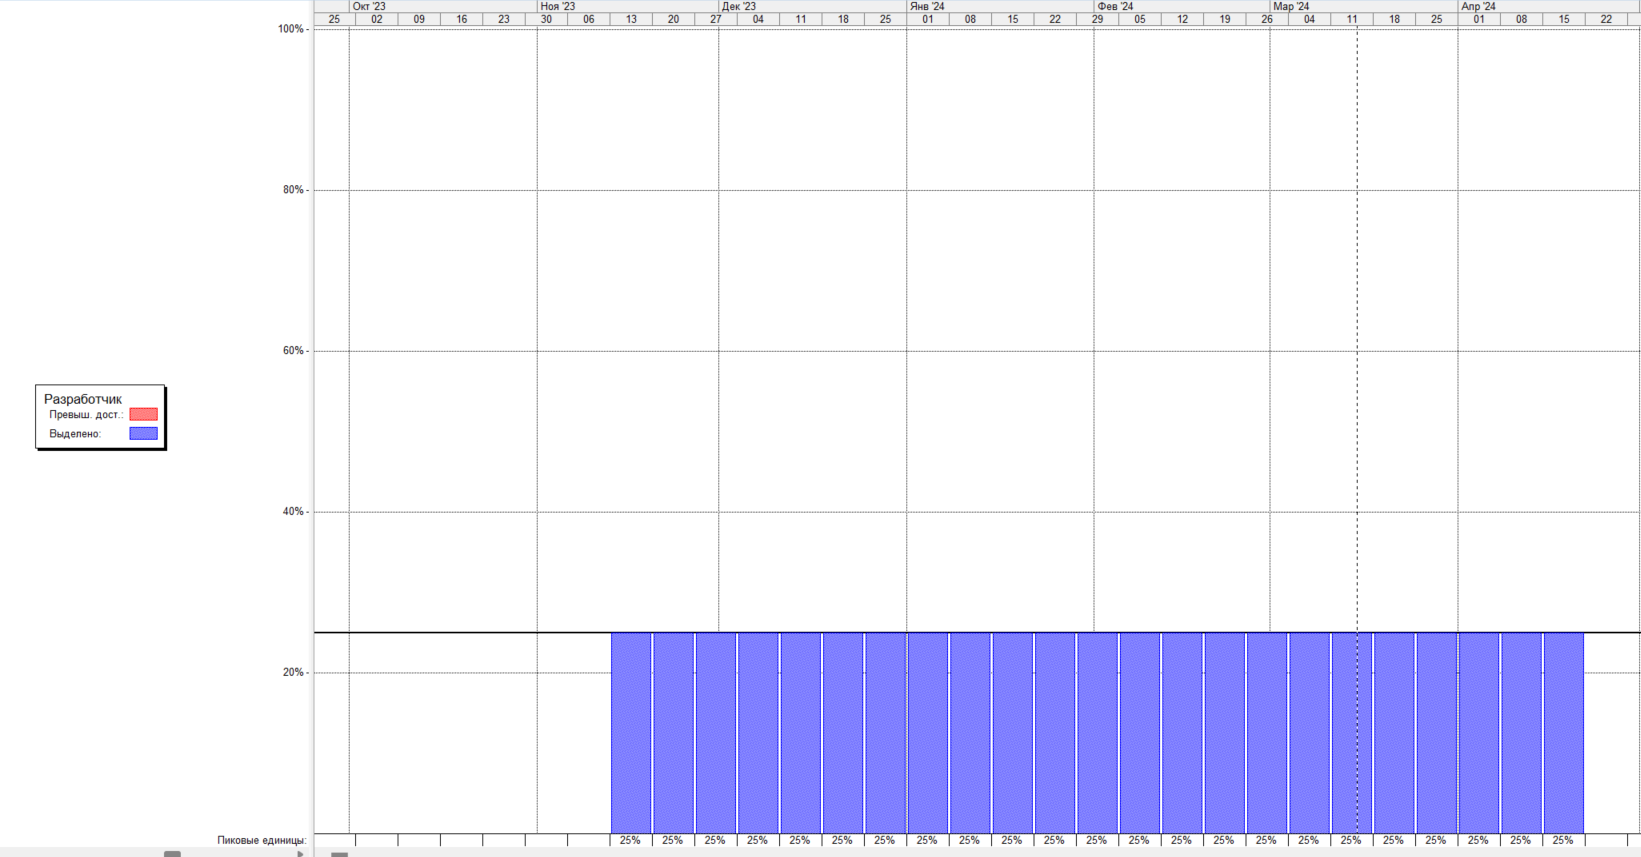 Окт '23 Ноя '23 Дек '23 Янв '24 Фев '24 Мар '24 Апр '24
25 02 09 16 23 30 06 13 20 27 04 11 18 25 01 08 15 22 29 05 12 19 26 04 11 18 25 01 08 15 22
100%
80%
60%
Разработчик
Превыш. дост.:
Выделено:
40%
20%
Пиковые единицы: 25% 25% 25% 25% 25% 25% 25% 25% 25% 25% 25% 25% 25% 25% 25% 25% 25% 25% 25% 25% 25% 25% 25%